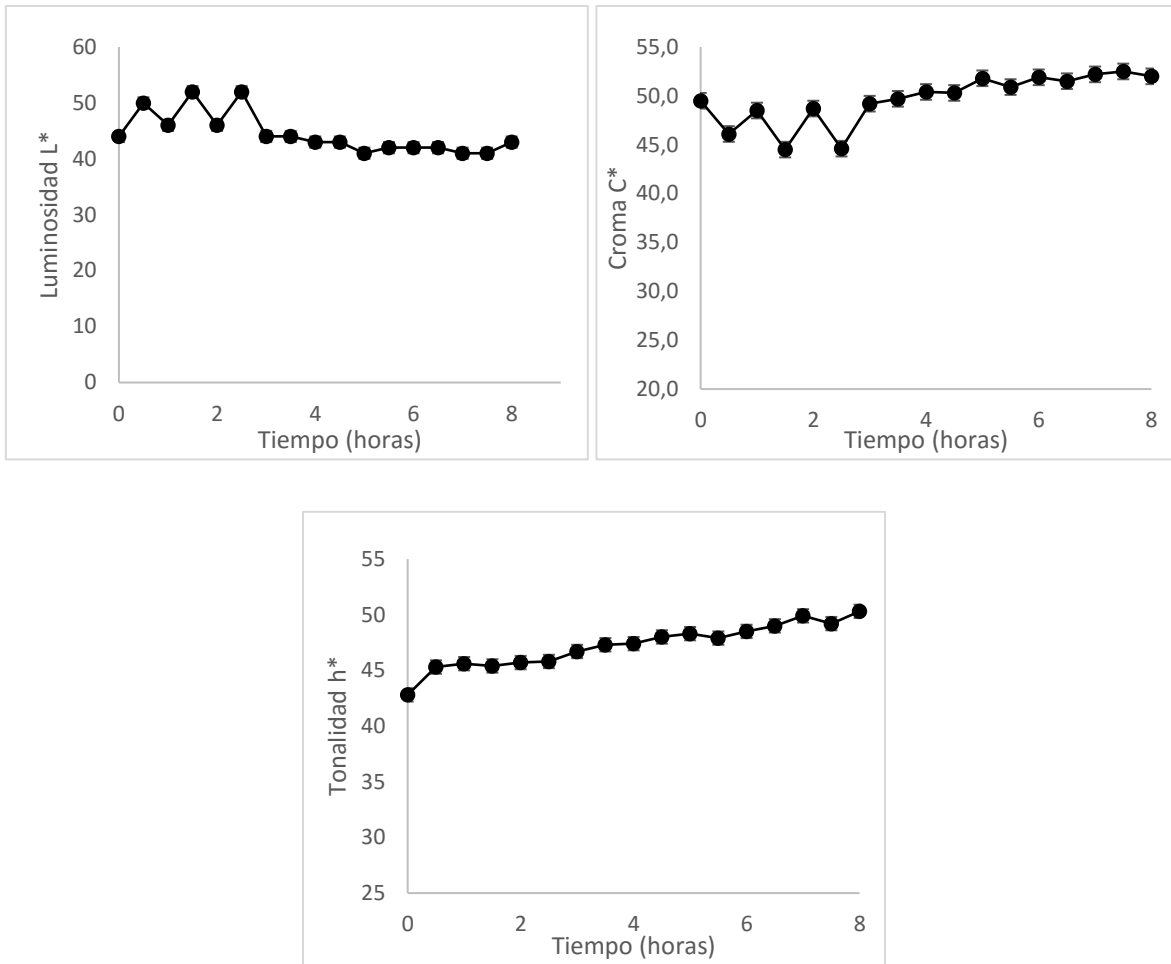 60
50
40
30
20
10
0
Luminosidad L*
0 2 4 6 8
Tiempo (horas)
55,0
50,0
45,0
40,0
35,0
30,0
25,0
20,0
Croma C*
0 2 4 6 8
Tiempo (horas)
55
50
45
40
35
30
25
Tonalidad h*
0 2 4 6 8
Tiempo (horas)